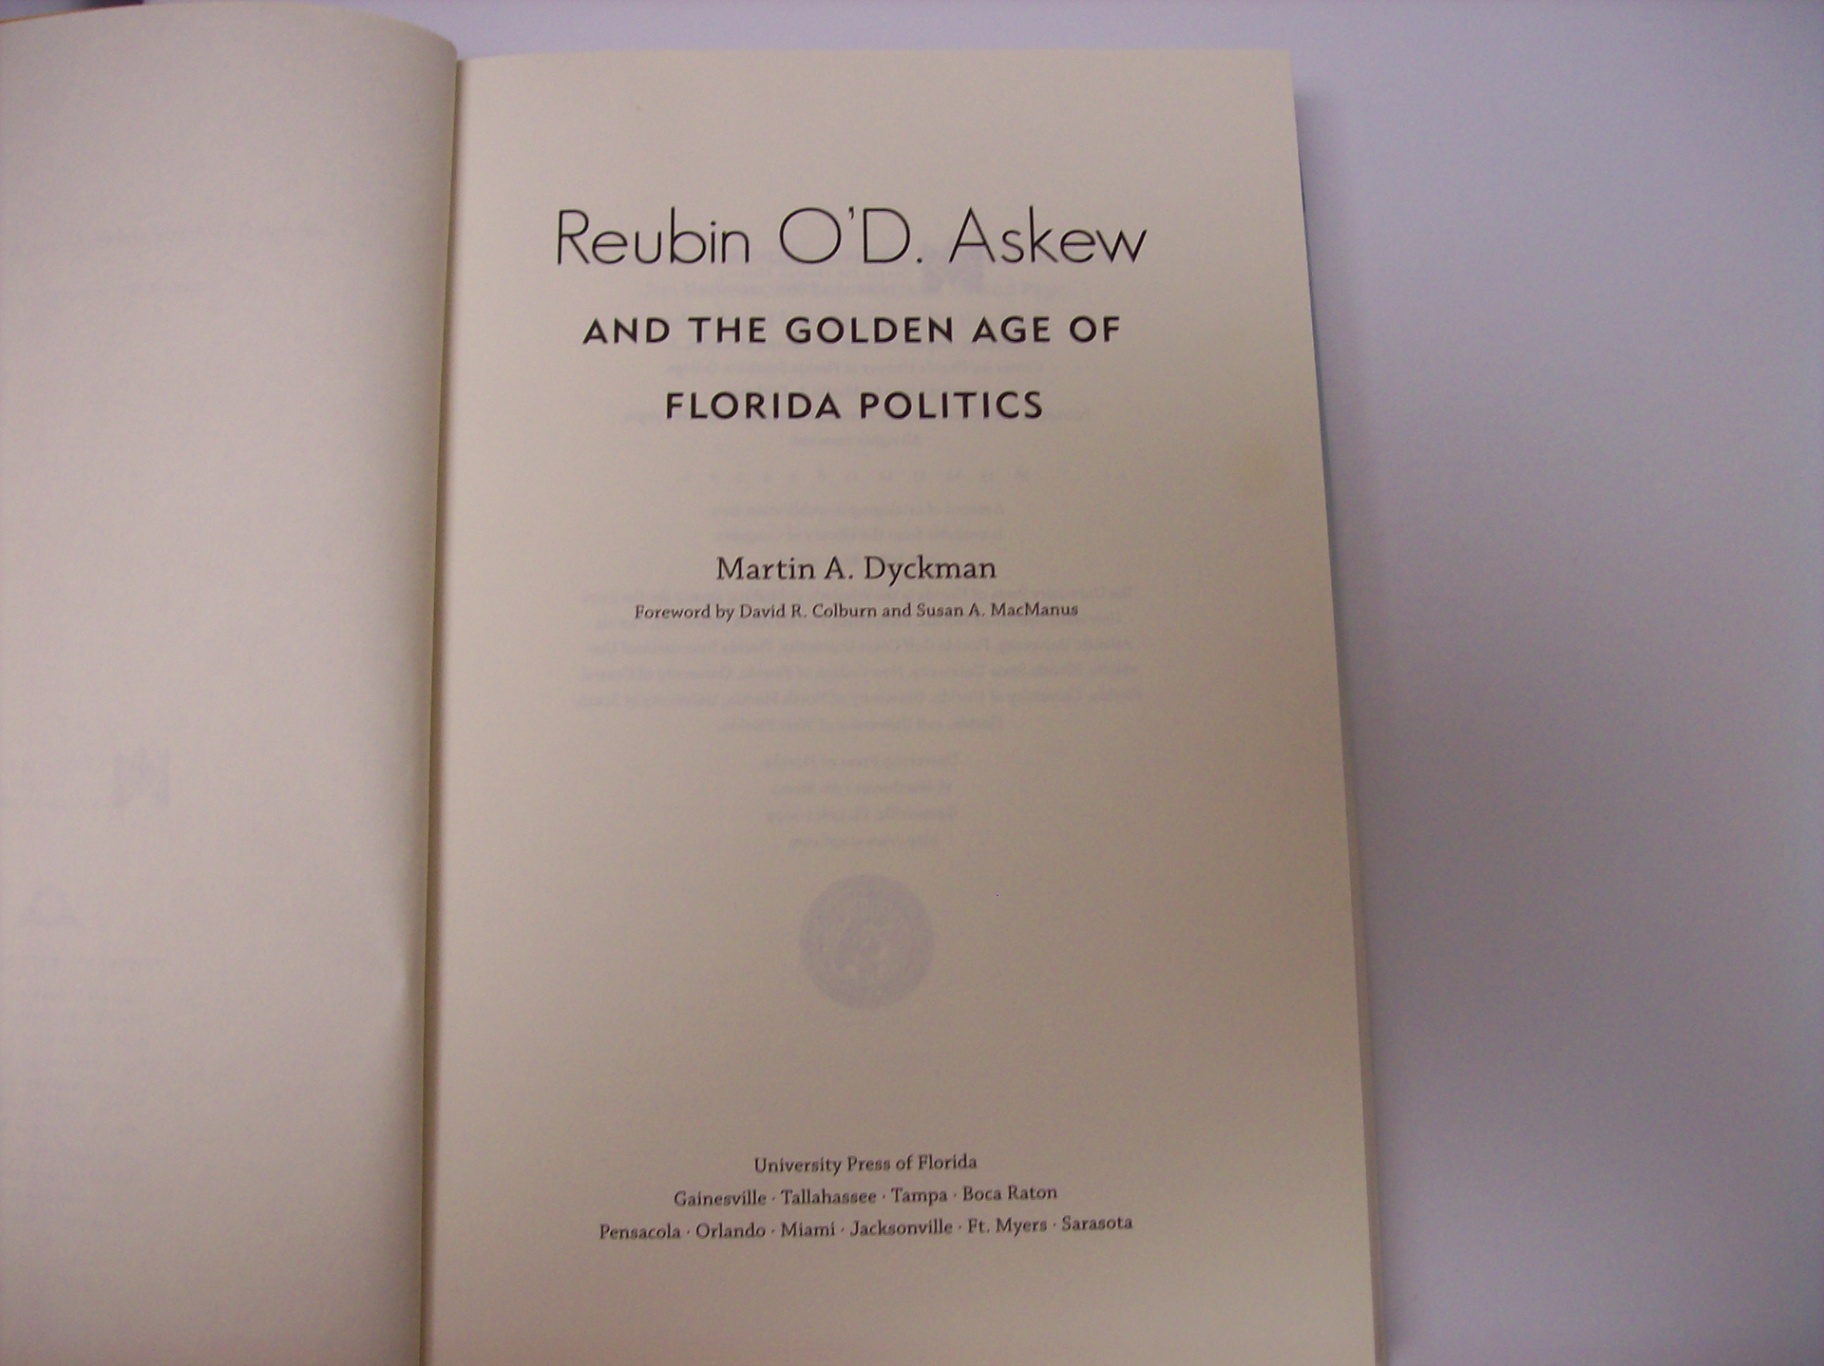 Reubin O'D. Askew
AND THE GOLDEN AGE OF
FLORIDA POLITICS
Martin A. Dyckman
Foreword by David R. Colburn and Susan A. MacManus
University Press of Florida
Gainesville · Tallahassee · Tampa · Boca Raton
Pensacola · Orlando · Miami · Jacksonville · Ft. Myers · Sarasota